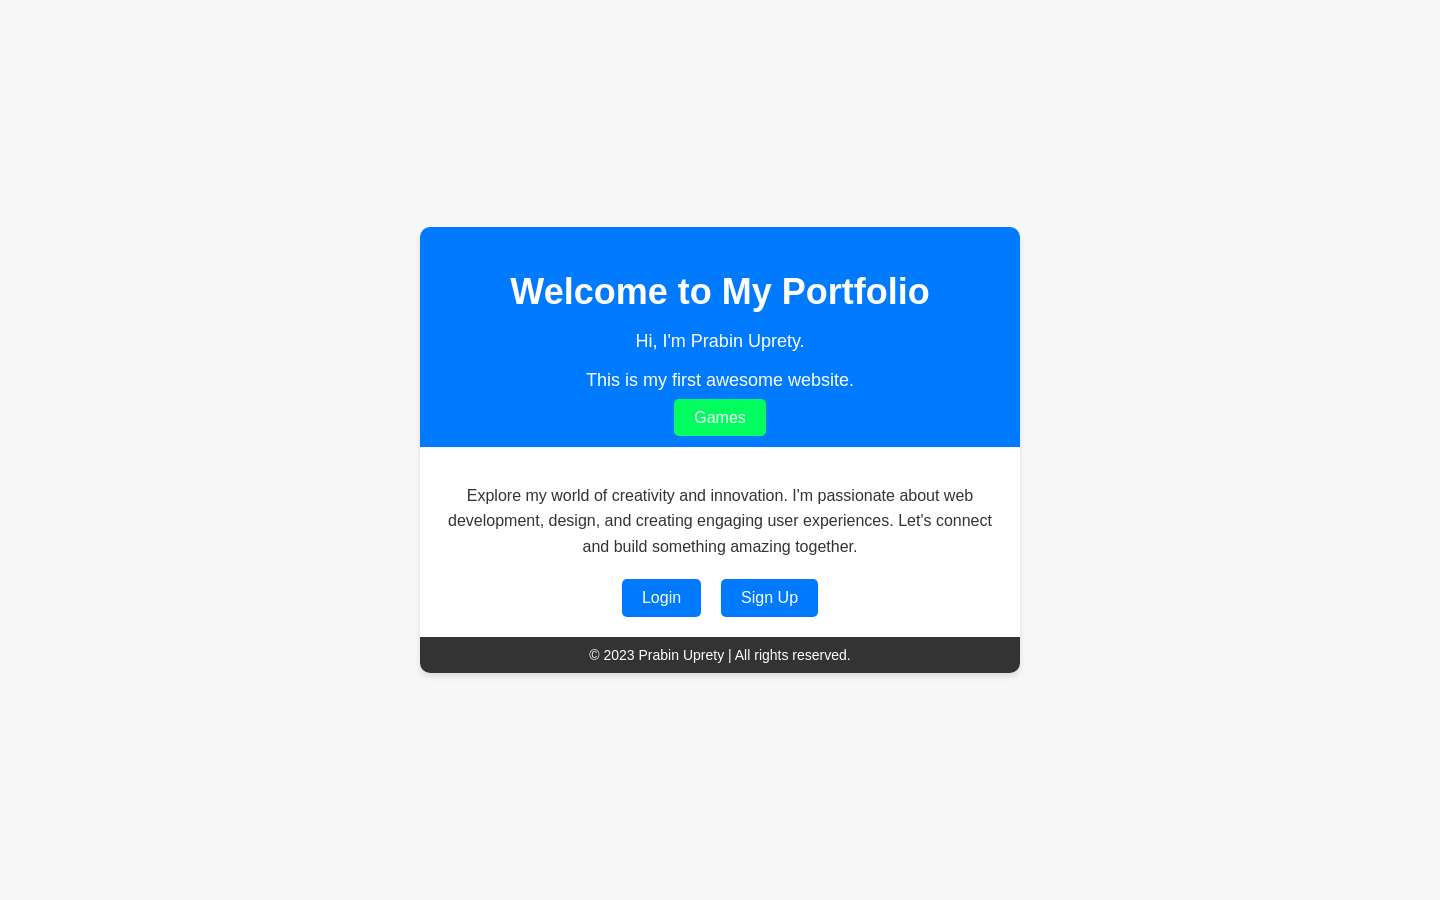 Welcome to My Portfolio
Hi, I'm Prabin Uprety.
This is my first awesome website.
Games
Explore my world of creativity and innovation. I'm passionate about web
development, design, and creating engaging user experiences. Let's connect
and build something amazing together.
Login Sign Up
© 2023 Prabin Uprety | All rights reserved.